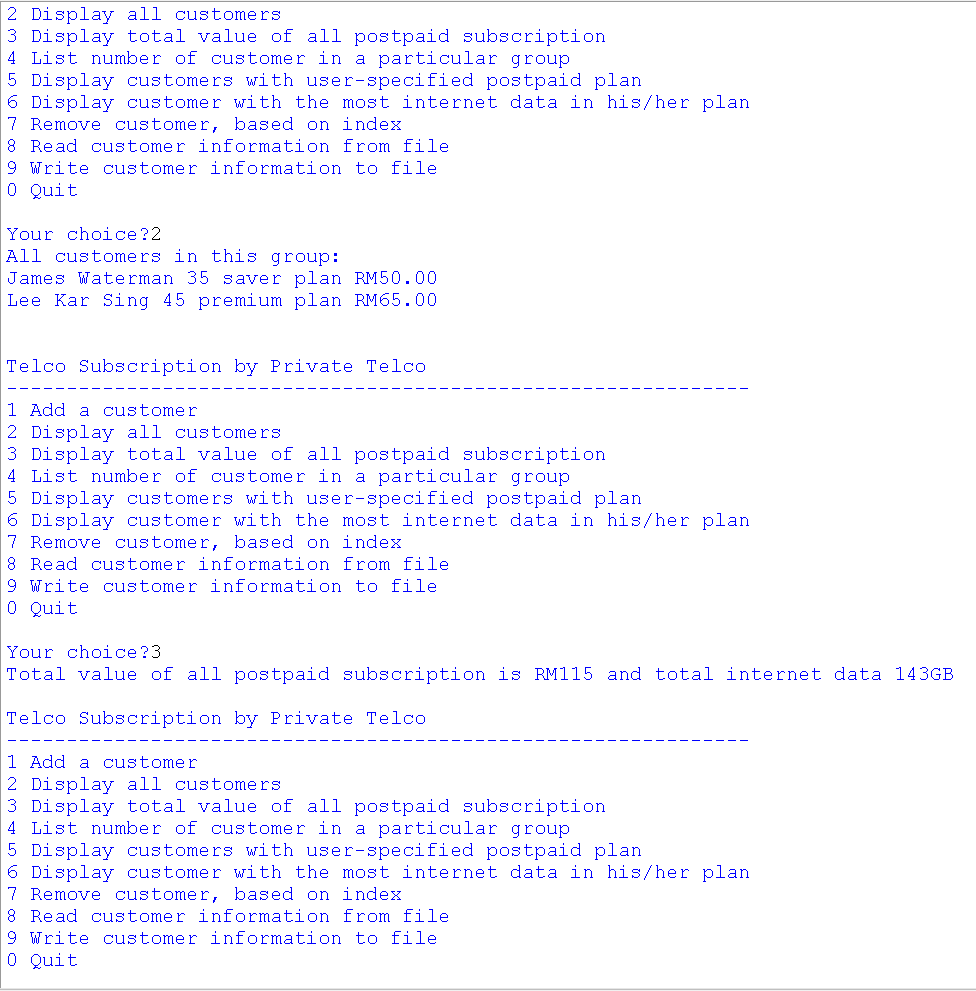 2 Display all customers
3 Display total value of all postpaid subscription
4 List number of customer in a particular group
5 Display customers with user-specified postpaid plan
6 Display customer with the most internet data in his/her plan
7 Remove customer, based on index
8 Read customer information from file
9 Write customer information to file
0 Quit

Your choice?2
All customers in this group:
James Waterman 35 saver plan RM50.00
Lee Kar Sing 45 premium plan RM65.00

Telco Subscription by Private Telco
--------------------------------------------------------------
1 Add a customer
2 Display all customers
3 Display total value of all postpaid subscription
4 List number of customer in a particular group
5 Display customers with user-specified postpaid plan
6 Display customer with the most internet data in his/her plan
7 Remove customer, based on index
8 Read customer information from file
9 Write customer information to file
0 Quit

Your choice?3
Total value of all postpaid subscription is RM115 and total internet data 143GB

Telco Subscription by Private Telco
--------------------------------------------------------------
1 Add a customer
2 Display all customers
3 Display total value of all postpaid subscription
4 List number of customer in a particular group
5 Display customers with user-specified postpaid plan
6 Display customer with the most internet data in his/her plan
7 Remove customer, based on index
8 Read customer information from file
9 Write customer information to file
0 Quit